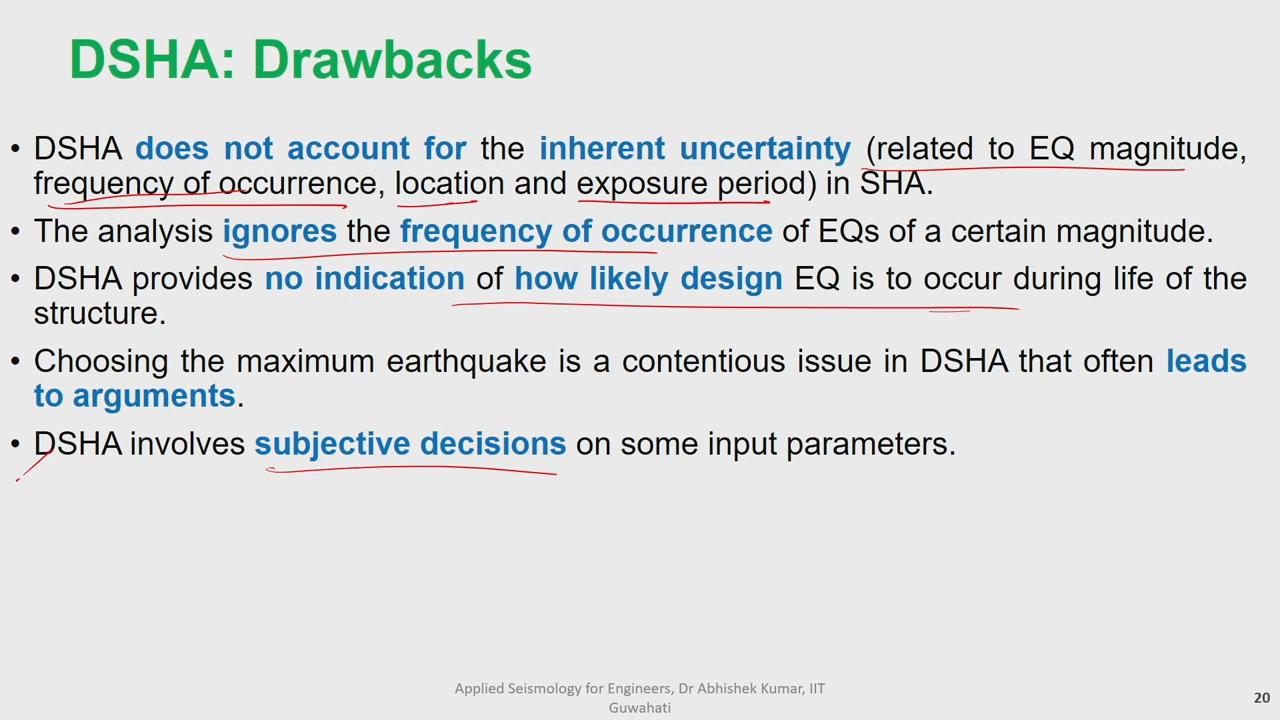 DSHA: Drawbacks
• DSHA does not account for the inherent uncertainty (related to EQ magnitude,
frequency of occurrence, location and exposure period) in SHA.
• The analysis ignores the frequency of occurrence of EQs of a certain magnitude.
• DSHA provides no indication of how likely design EQ is to occur during life of the
structure.
• Choosing the maximum earthquake is a contentious issue in DSHA that often leads
to arguments.
• DSHA involves subjective decisions on some input parameters.
Applied Seismology for Engineers, Dr Abhishek Kumar, IIT
Guwahati
20